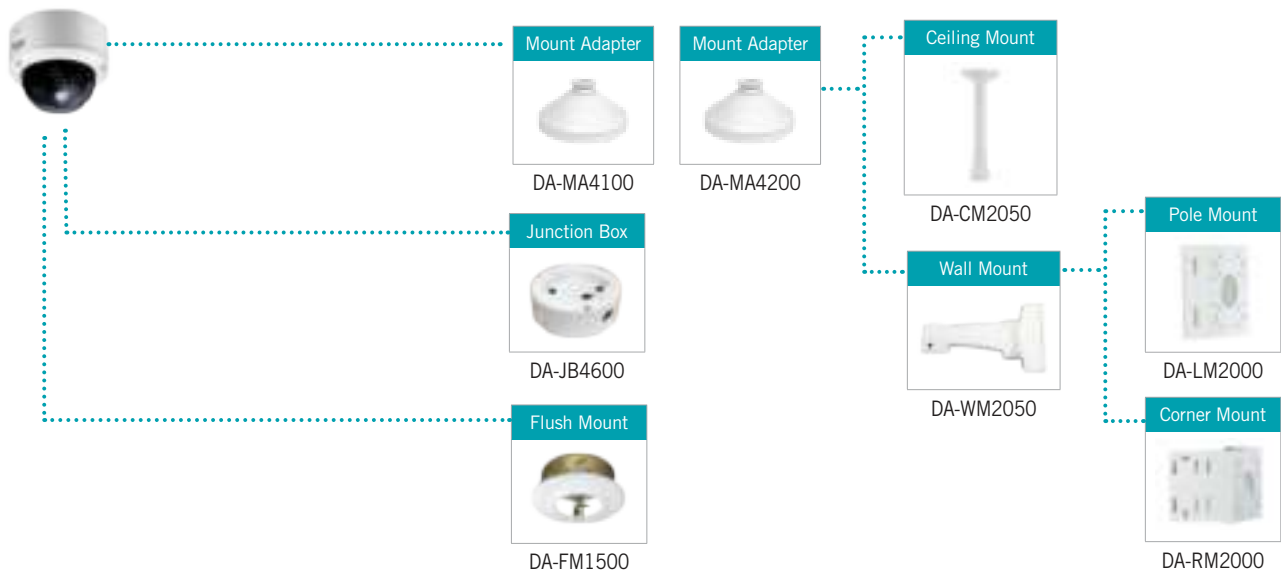 Mount Adapter
DA-MA4100
Mount Adapter
DA-MA4200
Ceiling Mount
DA-CM2050
Junction Box
DA-JB4600
Wall Mount
DA-WM2050
Pole Mount
DA-LM2000
Flush Mount
DA-FM1500
Corner Mount
DA-RM2000